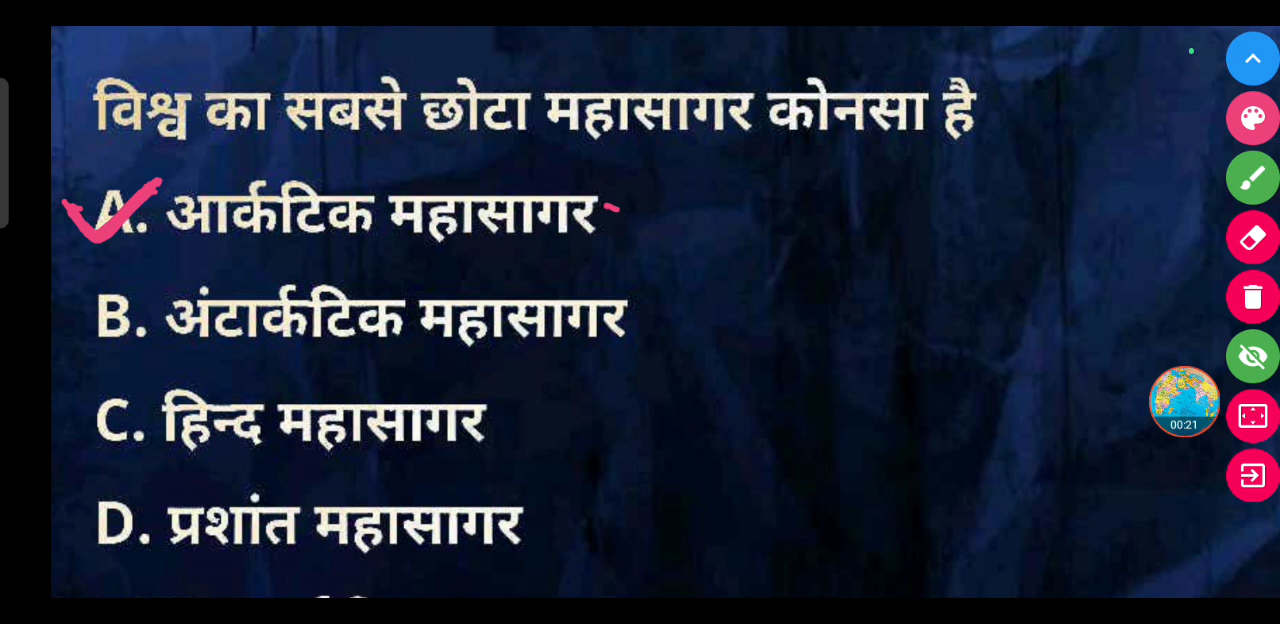 विश्व का सबसे छोटा महासागर कोनसा है
A. आर्कटिक महासागर
B. अंटार्कटिक महासागर
C. हिन्द महासागर
D. प्रशांत महासागर
00:21